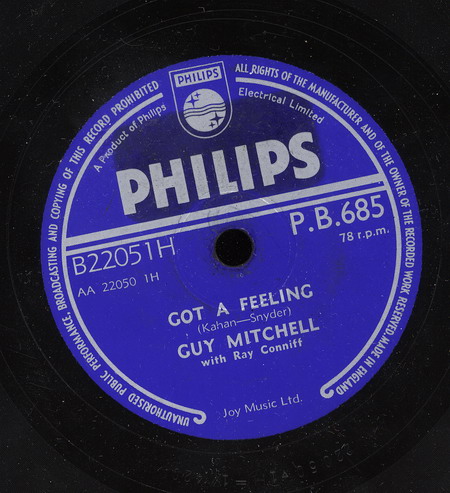 UNAUTHORISED PUBLIC PERFORMANCE, BROADCASTING AND COPYING OF THIS RECORD PROHIBITED
ALL RIGHTS OF THE MANUFACTURER AND OF THE OWNER OF THE RECORDED WORK RESERVED. MADE IN ENGLAND
PHILIPS
A Product of Philips Electrical Limited
PHILIPS
B22051H
P.B.685
AA 22050 1H
78 r.p.m.
GOT A FEELING
(Kahan—Snyder)
GUY MITCHELL
with Ray Conniff
Joy Music Ltd.